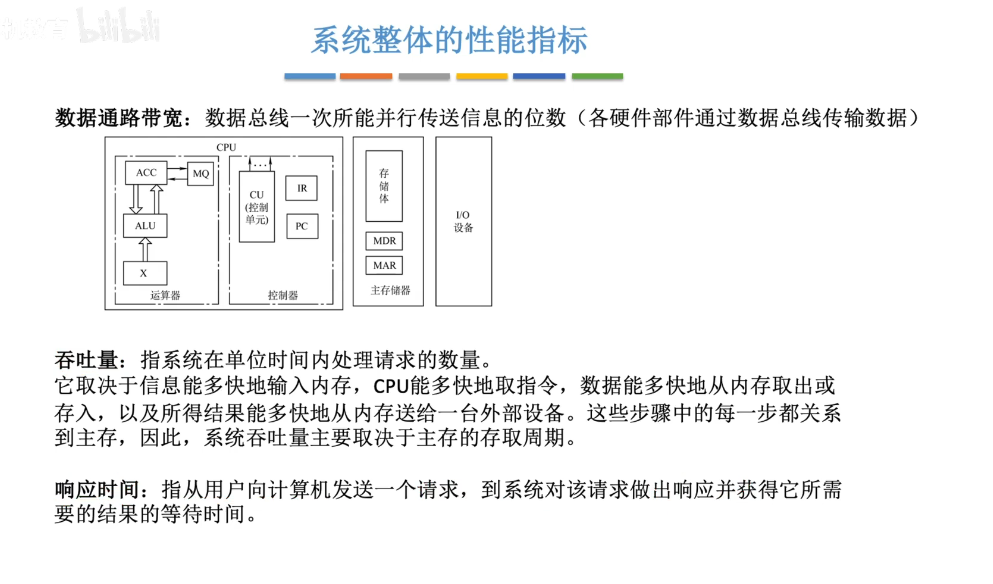 bilibili
系统整体的性能指标
数据通路带宽：数据总线一次所能并行传送信息的位数（各硬件部件通过数据总线传输数据）
CPU
ACC
MQ
ALU
X
运算器
...
CU
(控制
单元)
IR
PC
控制器
存
储
体
MDR
MAR
主存储器
I/O
设备
吞吐量：指系统在单位时间内处理请求的数量。
它取决于信息能多快地输入内存，CPU能多快地取指令，数据能多快地从内存取出或
存入，以及所得结果能多快地从内存送给一台外部设备。这些步骤中的每一步都关系
到主存，因此，系统吞吐量主要取决于主存的存取周期。
响应时间：指从用户向计算机发送一个请求，到系统对该请求做出响应并获得它所需
要的结果的等待时间。